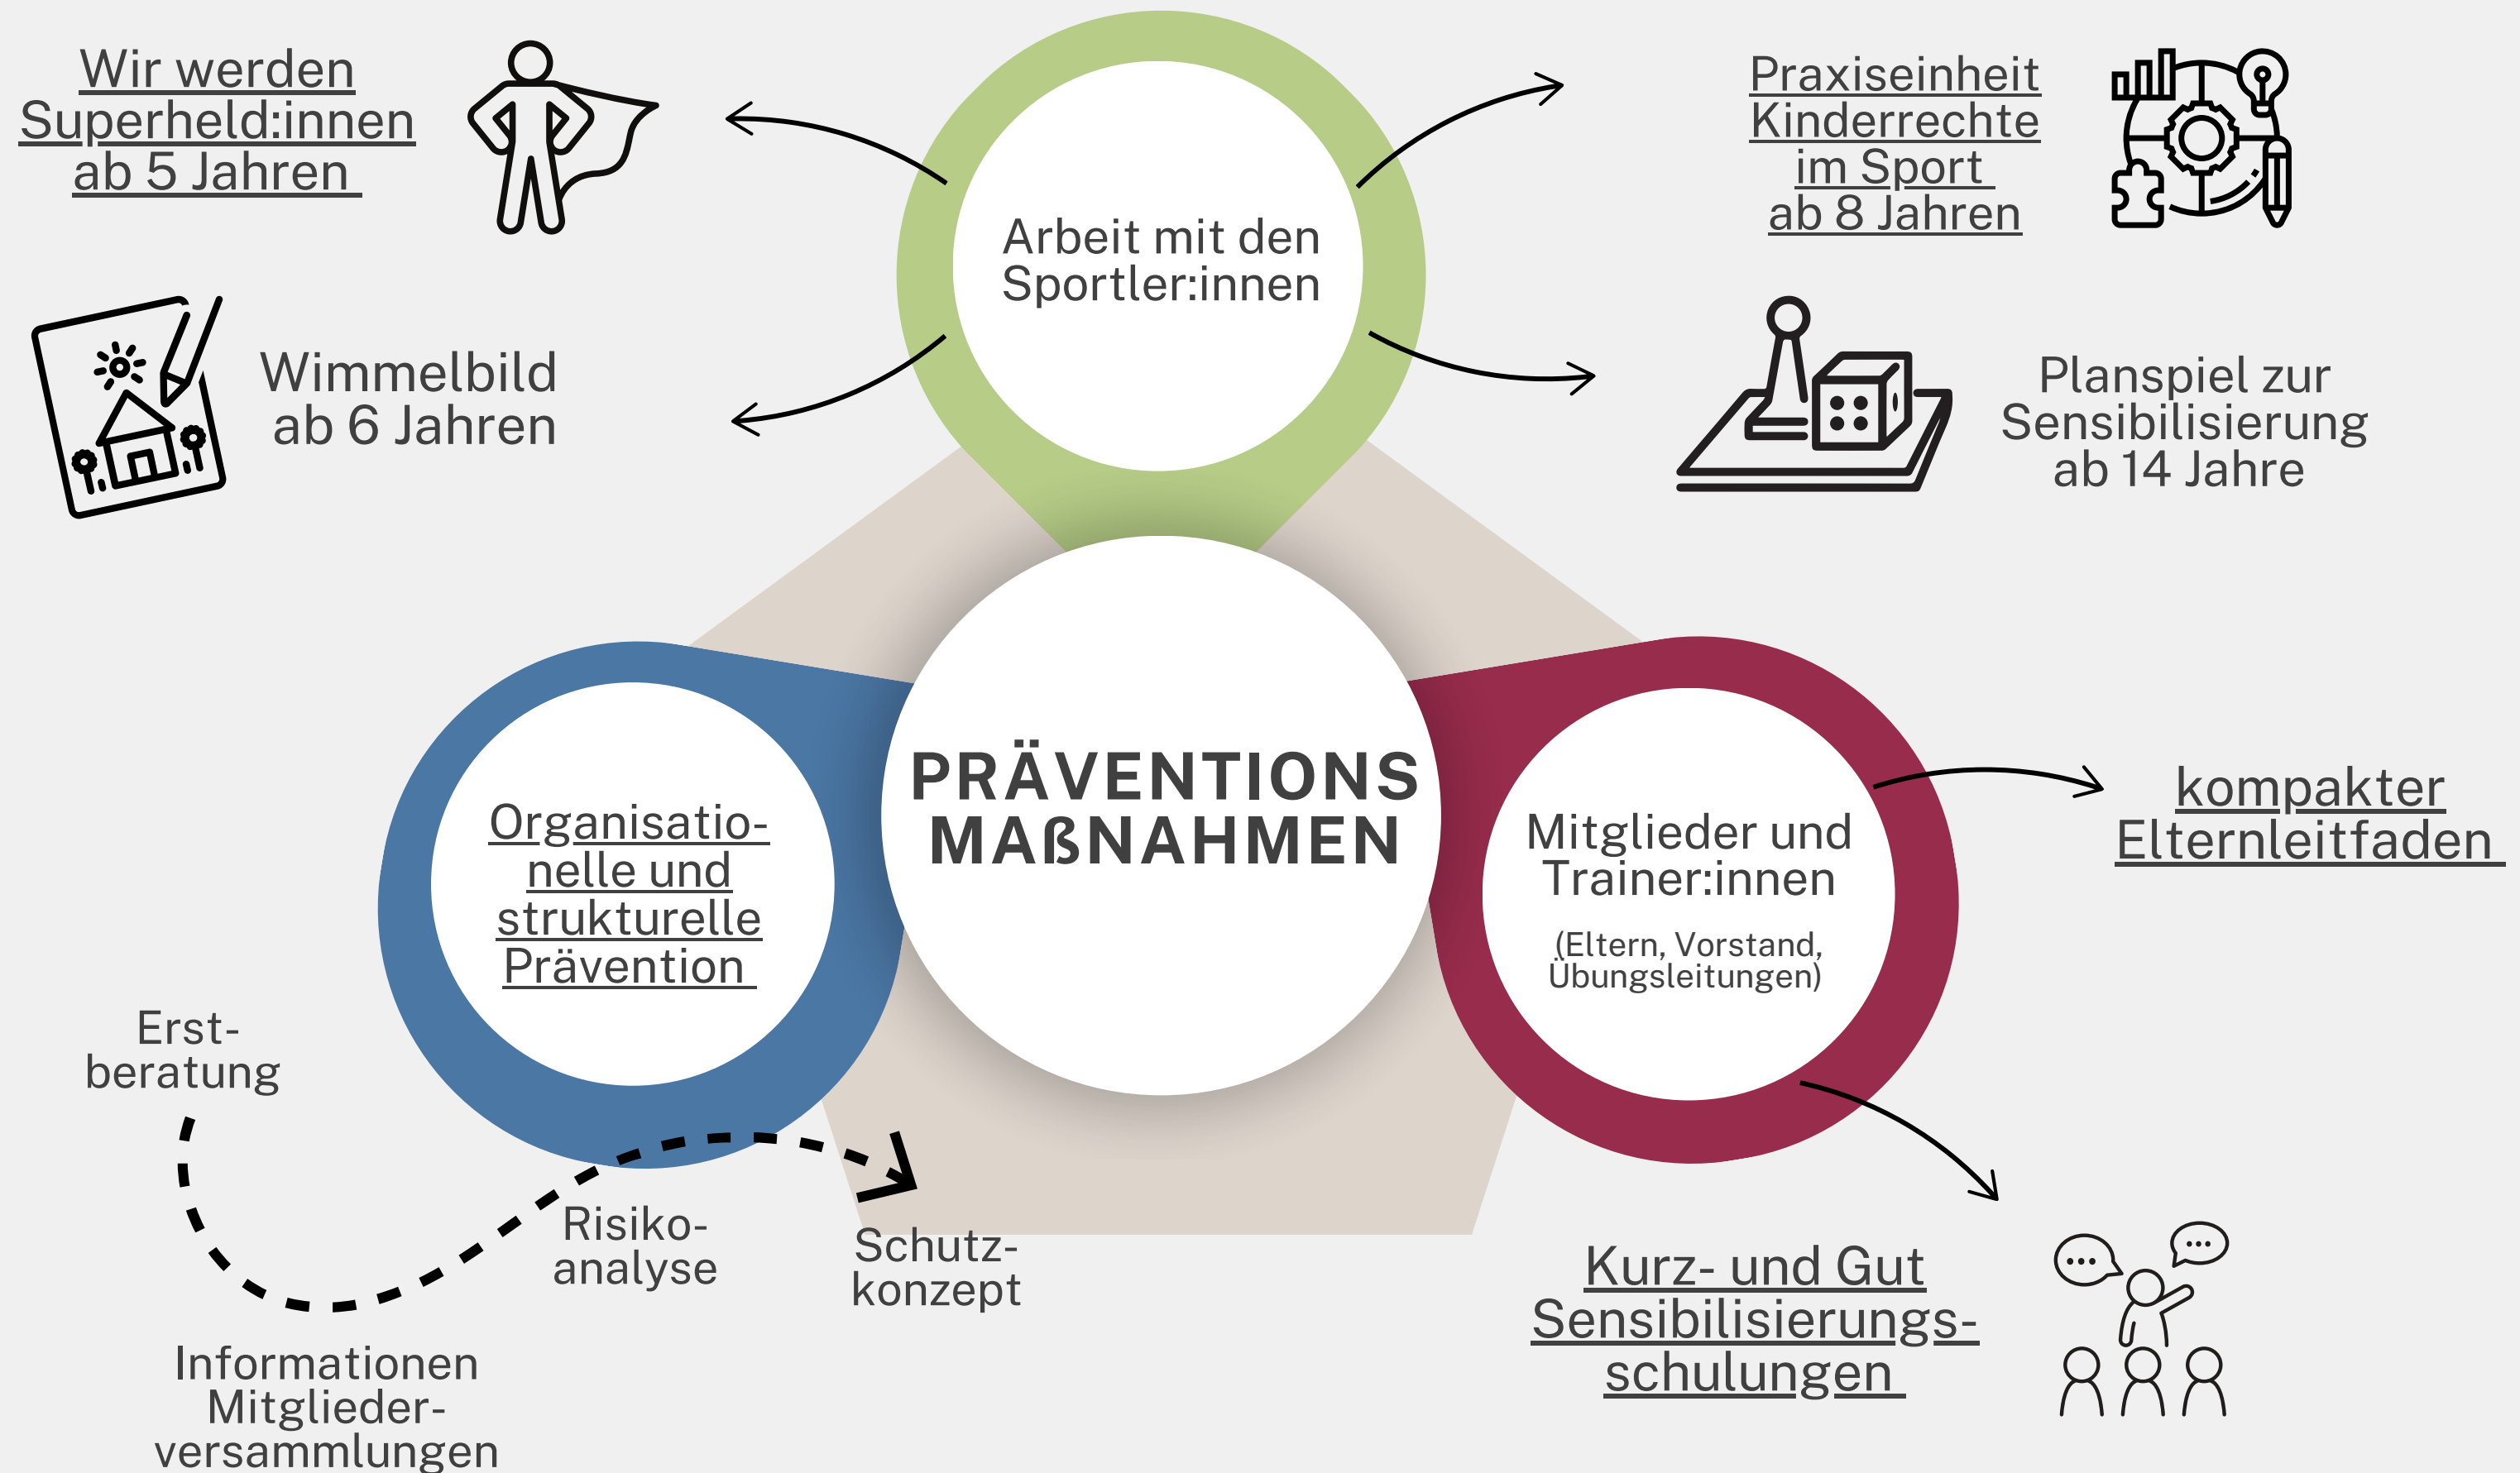 Wir werden
Superheld:innen
ab 5 Jahren
Praxiseinheit
Kinderrechte
im Sport
ab 8 Jahren
Arbeit mit den
Sportler:innen
Wimmelbild
ab 6 Jahren
Planspiel zur
Sensibilisierung
ab 14 Jahre
PRÄVENTIONS
MAßNAHMEN
Organisatio-
nelle und
strukturelle
Prävention
Mitglieder und
Trainer:innen
(Eltern, Vorstand,
Übungsleitungen)
kompakter
Elternleitfaden
Erst-
beratung
Risiko-
analyse
Schutz-
konzept
Informationen
Mitglieder-
versammlungen
Kurz- und Gut
Sensibilisierungs-
schulungen